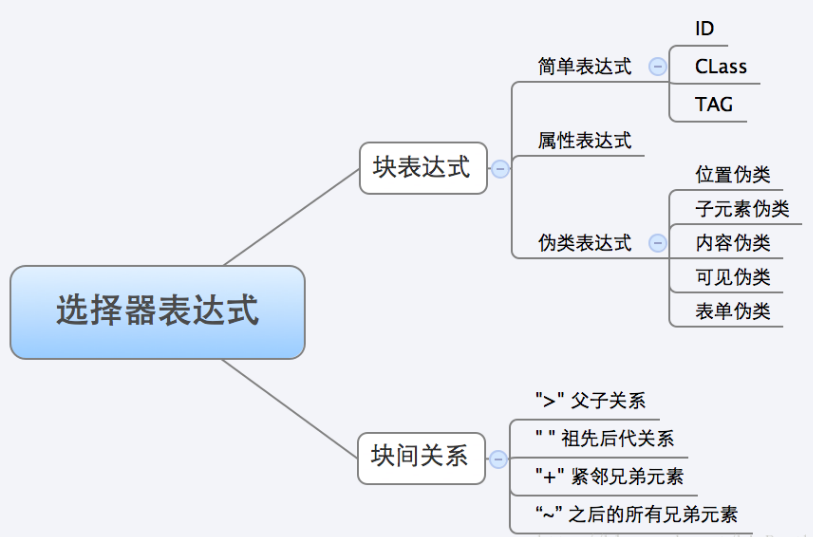 选择器表达式
块表达式
简单表达式
ID
CLass
TAG
属性表达式
伪类表达式
位置伪类
子元素伪类
内容伪类
可见伪类
表单伪类
块间关系
">" 父子关系
" " 祖先后代关系
"+" 紧邻兄弟元素
“~” 之后的所有兄弟元素